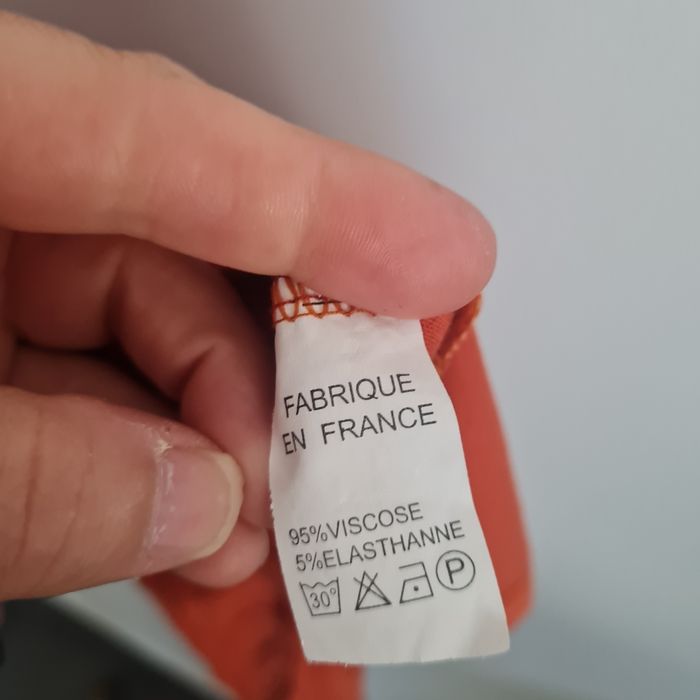 FABRIQUE
EN FRANCE
95%VISCOSE
5%ELASTHANNE
30° P